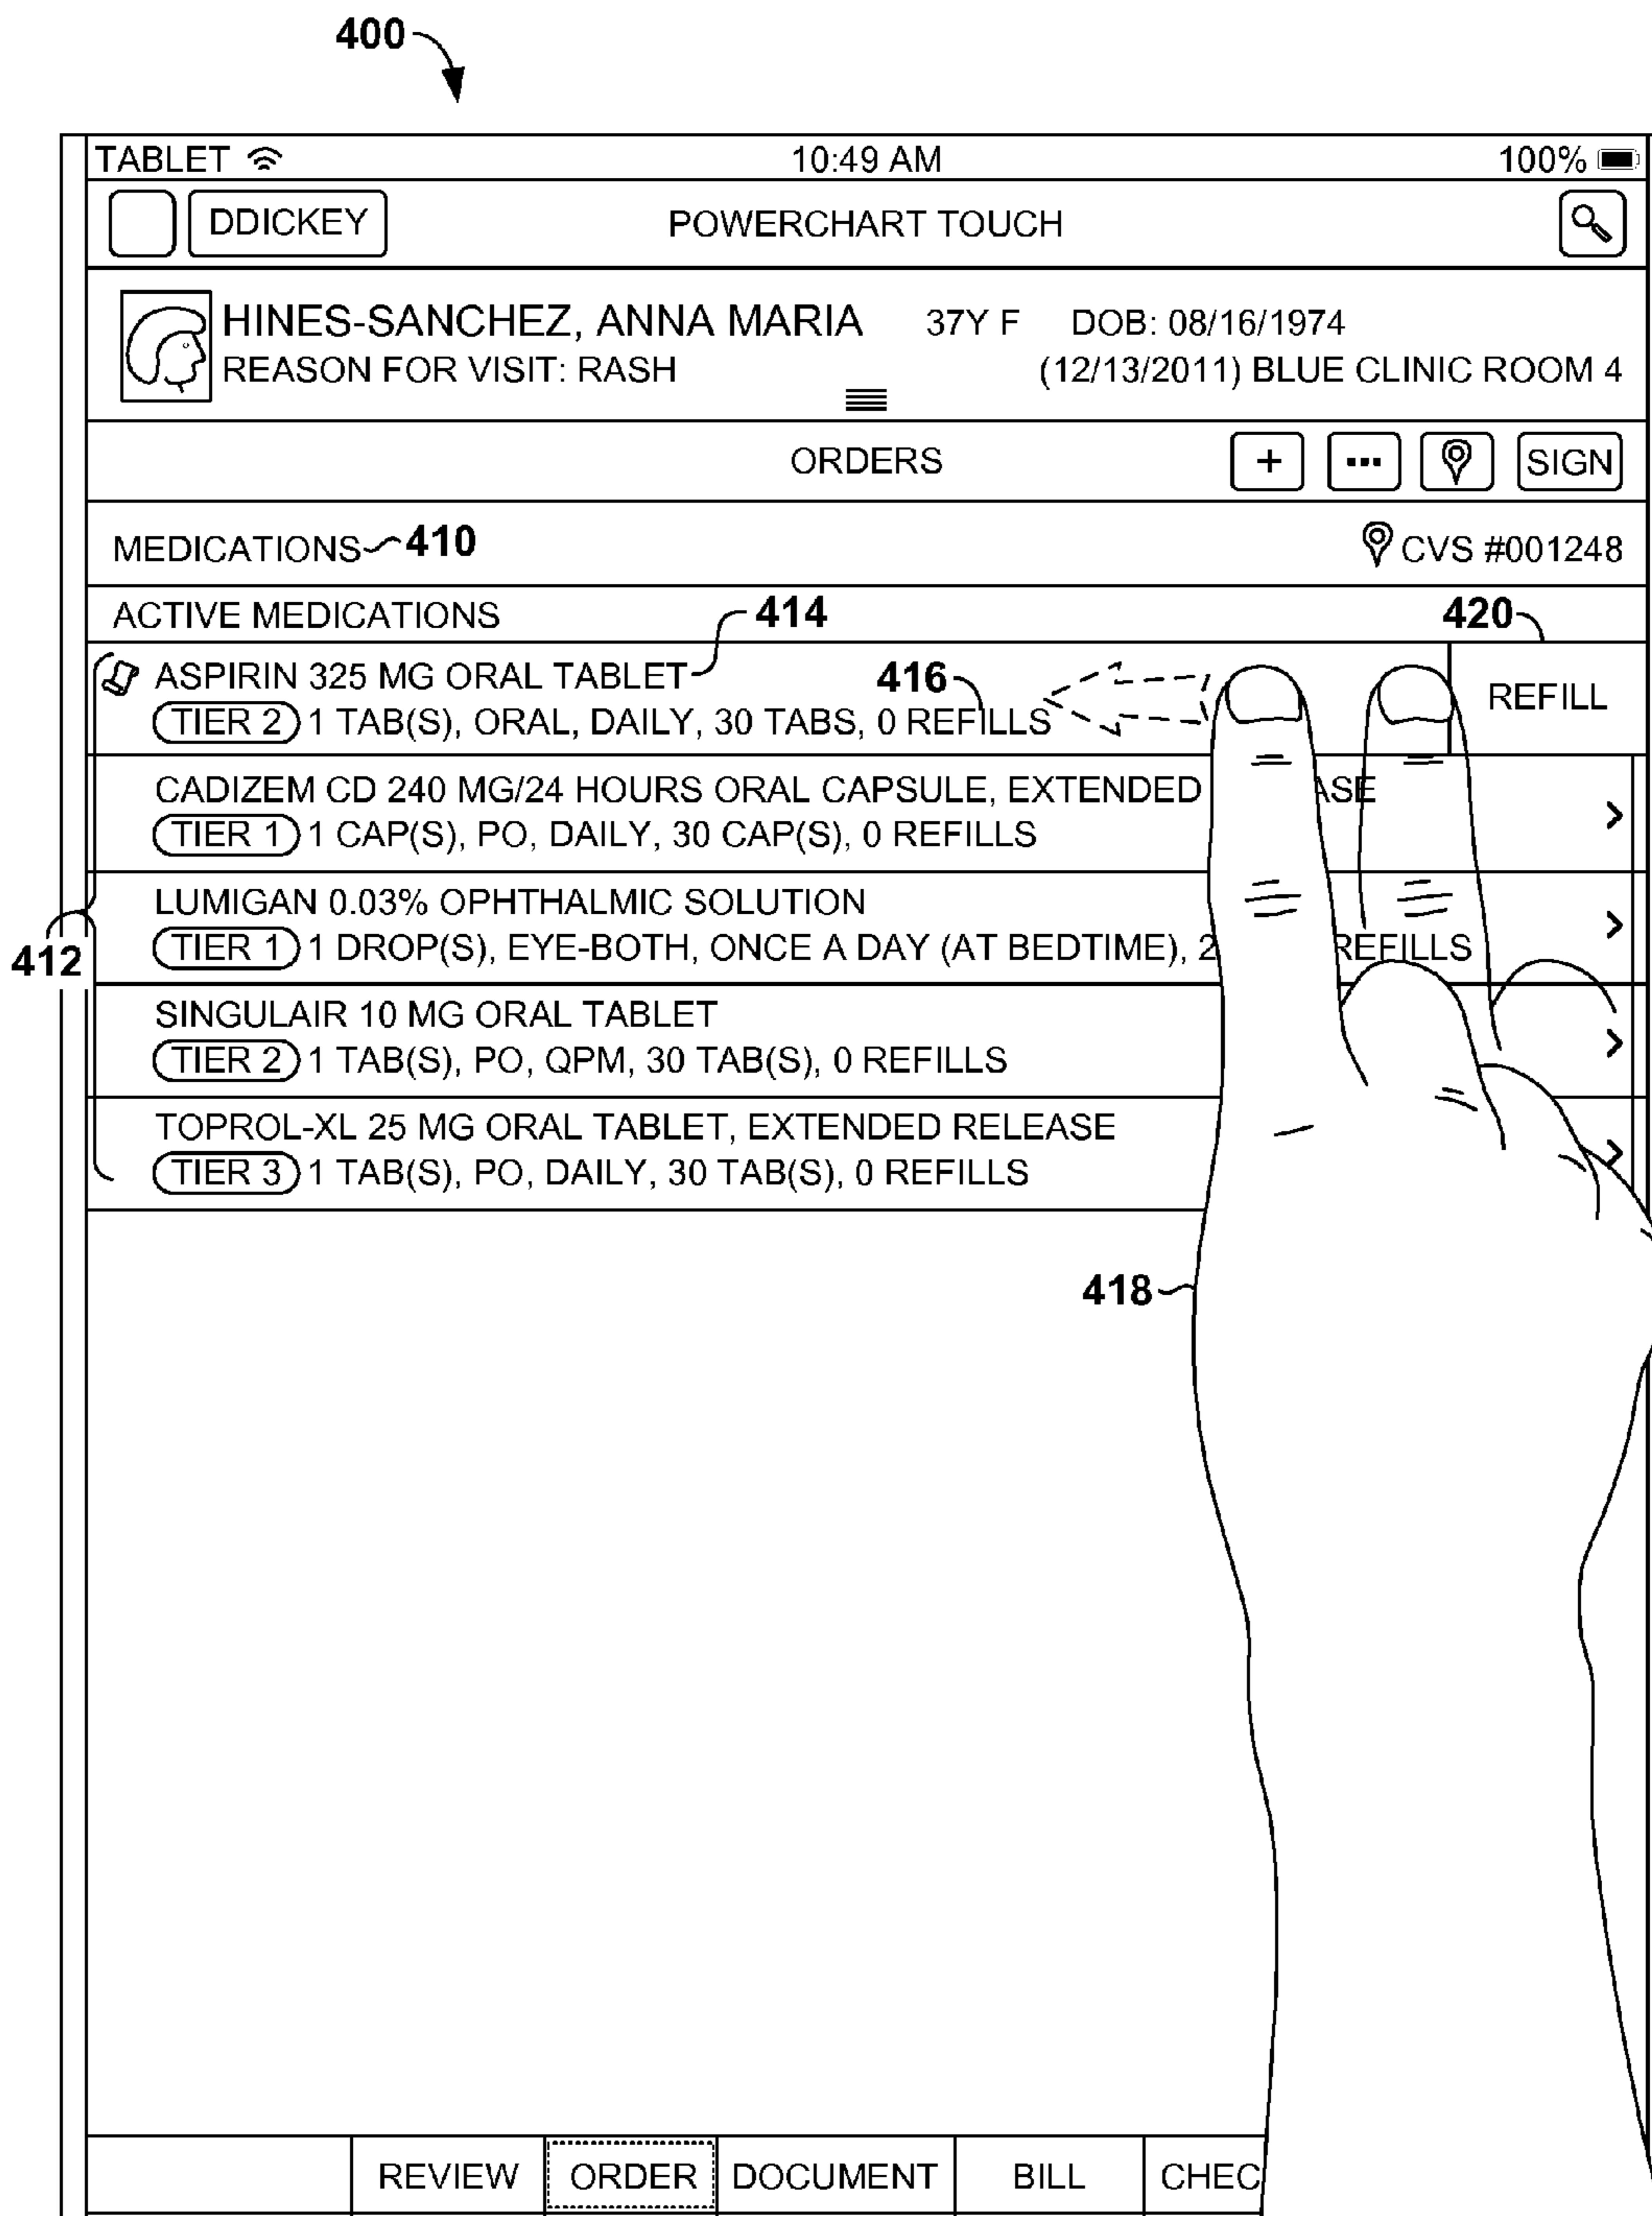 400
TABLET 10:49 AM 100%
DDICKEY POWERCHART TOUCH
HINES-SANCHEZ, ANNA MARIA 37Y F DOB: 08/16/1974
REASON FOR VISIT: RASH (12/13/2011) BLUE CLINIC ROOM 4
ORDERS + ... SIGN
MEDICATIONS 410 CVS #001248
ACTIVE MEDICATIONS 414 420
ASPIRIN 325 MG ORAL TABLET 416 REFILL
TIER 2 1 TAB(S), ORAL, DAILY, 30 TABS, 0 REFILLS
CADIZEM CD 240 MG/24 HOURS ORAL CAPSULE, EXTENDED ASE
TIER 1 1 CAP(S), PO, DAILY, 30 CAP(S), 0 REFILLS
LUMIGAN 0.03% OPHTHALMIC SOLUTION
412 TIER 1 1 DROP(S), EYE-BOTH, ONCE A DAY (AT BEDTIME), 2 REFILLS
SINGULAIR 10 MG ORAL TABLET
TIER 2 1 TAB(S), PO, QPM, 30 TAB(S), 0 REFILLS
TOPROL-XL 25 MG ORAL TABLET, EXTENDED RELEASE
TIER 3 1 TAB(S), PO, DAILY, 30 TAB(S), 0 REFILLS
418
REVIEW ORDER DOCUMENT BILL CHEC